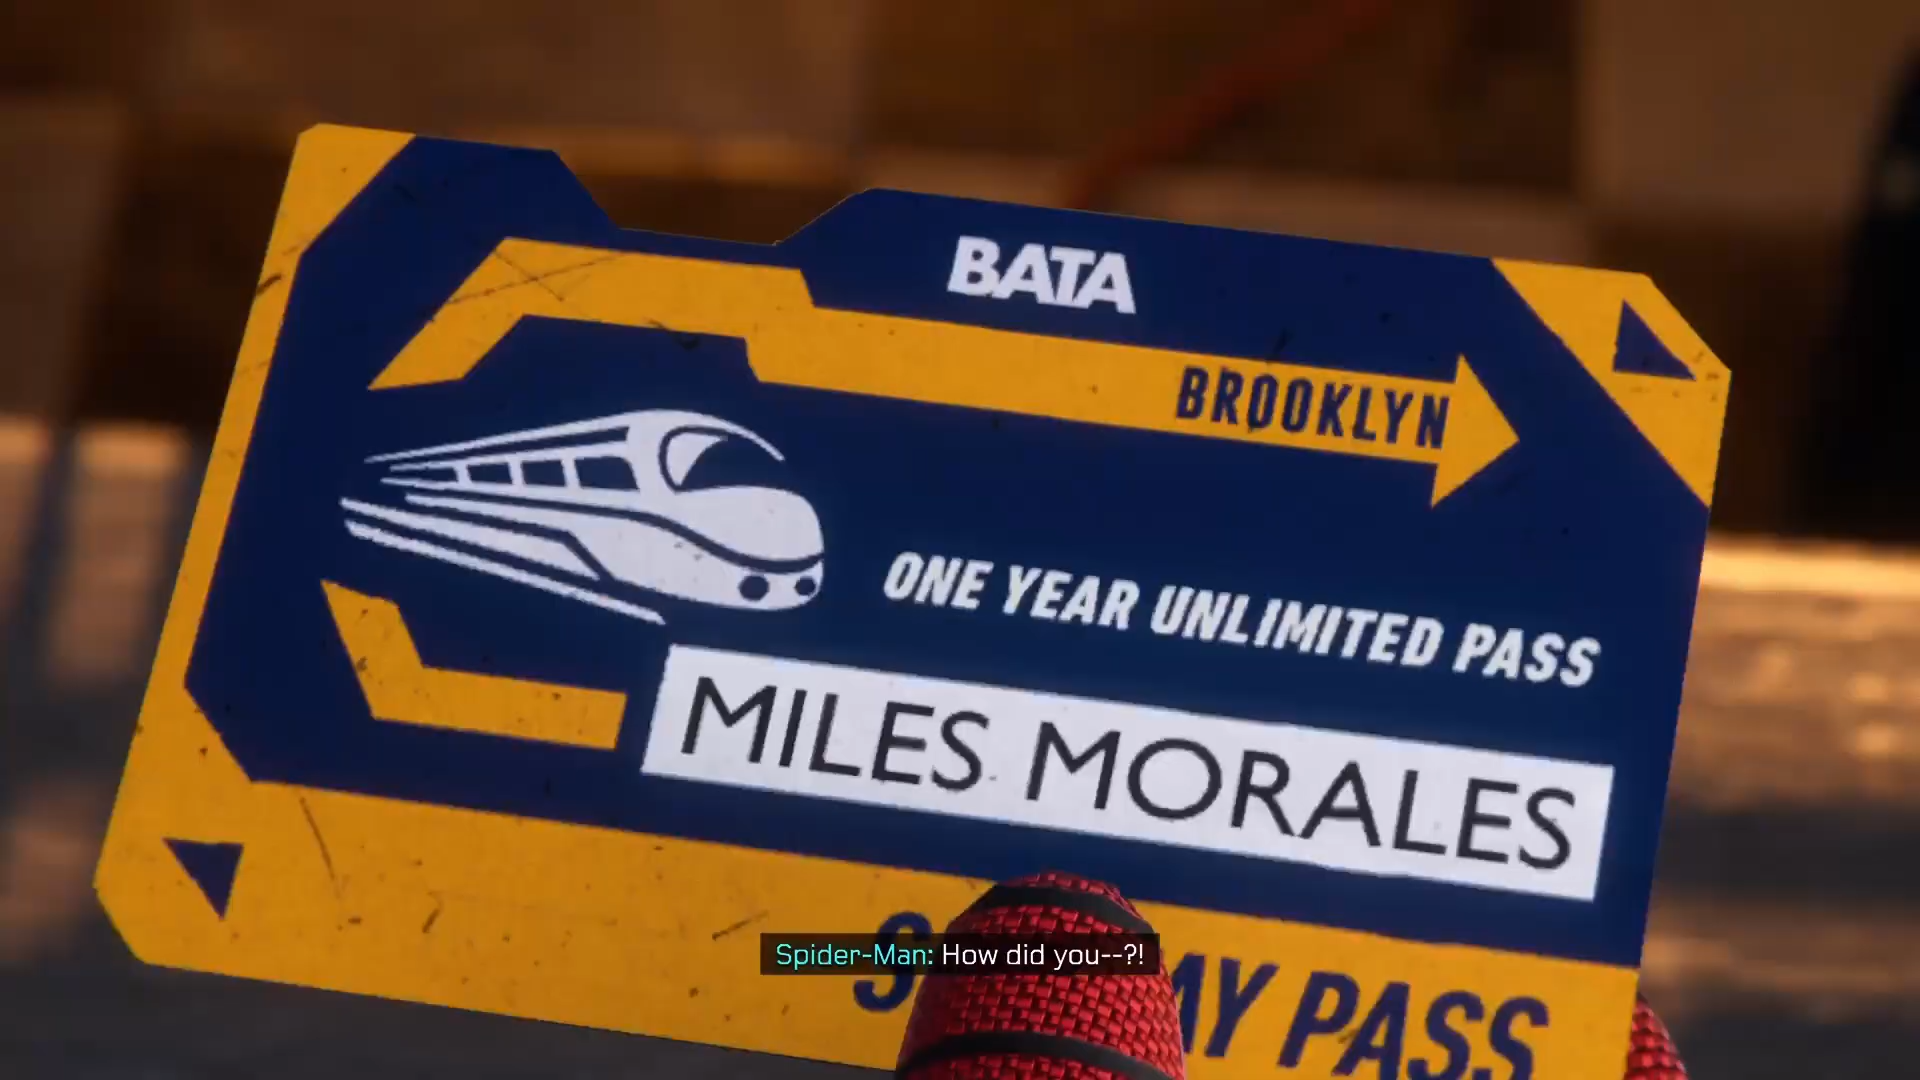 BATA
BROOKLYN
ONE YEAR UNLIMITED PASS
MILES MORALES
PASS
Spider-Man: How did you--?!